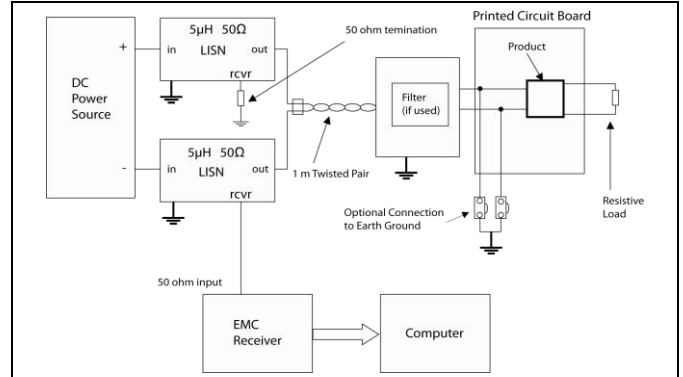 Printed Circuit Board
5µH 50Ω
LISN
in
out
rcvr
50 ohm temination
Product
+
DC
Power
Source
-
Filter
(if used)
5µH 50Ω
LISN
in
out
rcvr
1 m Twisted Pair
Optional Connection
to Earth Ground
Resistive
Load
50 ohm input
EMC
Receiver
Computer